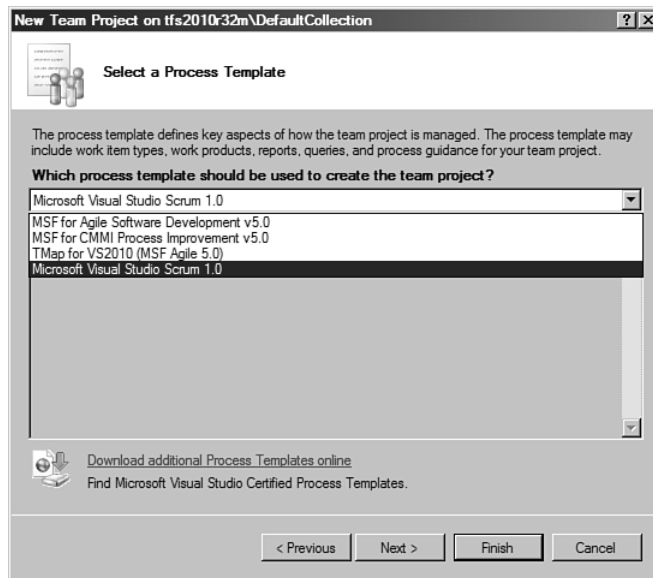 New Team Project on tfs2010r32m\DefaultCollection
Select a Process Template
The process template defines key aspects of how the team project is managed. The process template may
include work item types, work products, reports, queries, and process guidance for your team project.
Which process template should be used to create the team project?
Microsoft Visual Studio Scrum 1.0
MSF for Agile Software Development v5.0
MSF for CMMI Process Improvement v5.0
TMap for VS2010 (MSF Agile 5.0)
Microsoft Visual Studio Scrum 1.0
Download additional Process Templates online
Find Microsoft Visual Studio Certified Process Templates.
< Previous Next > Finish Cancel